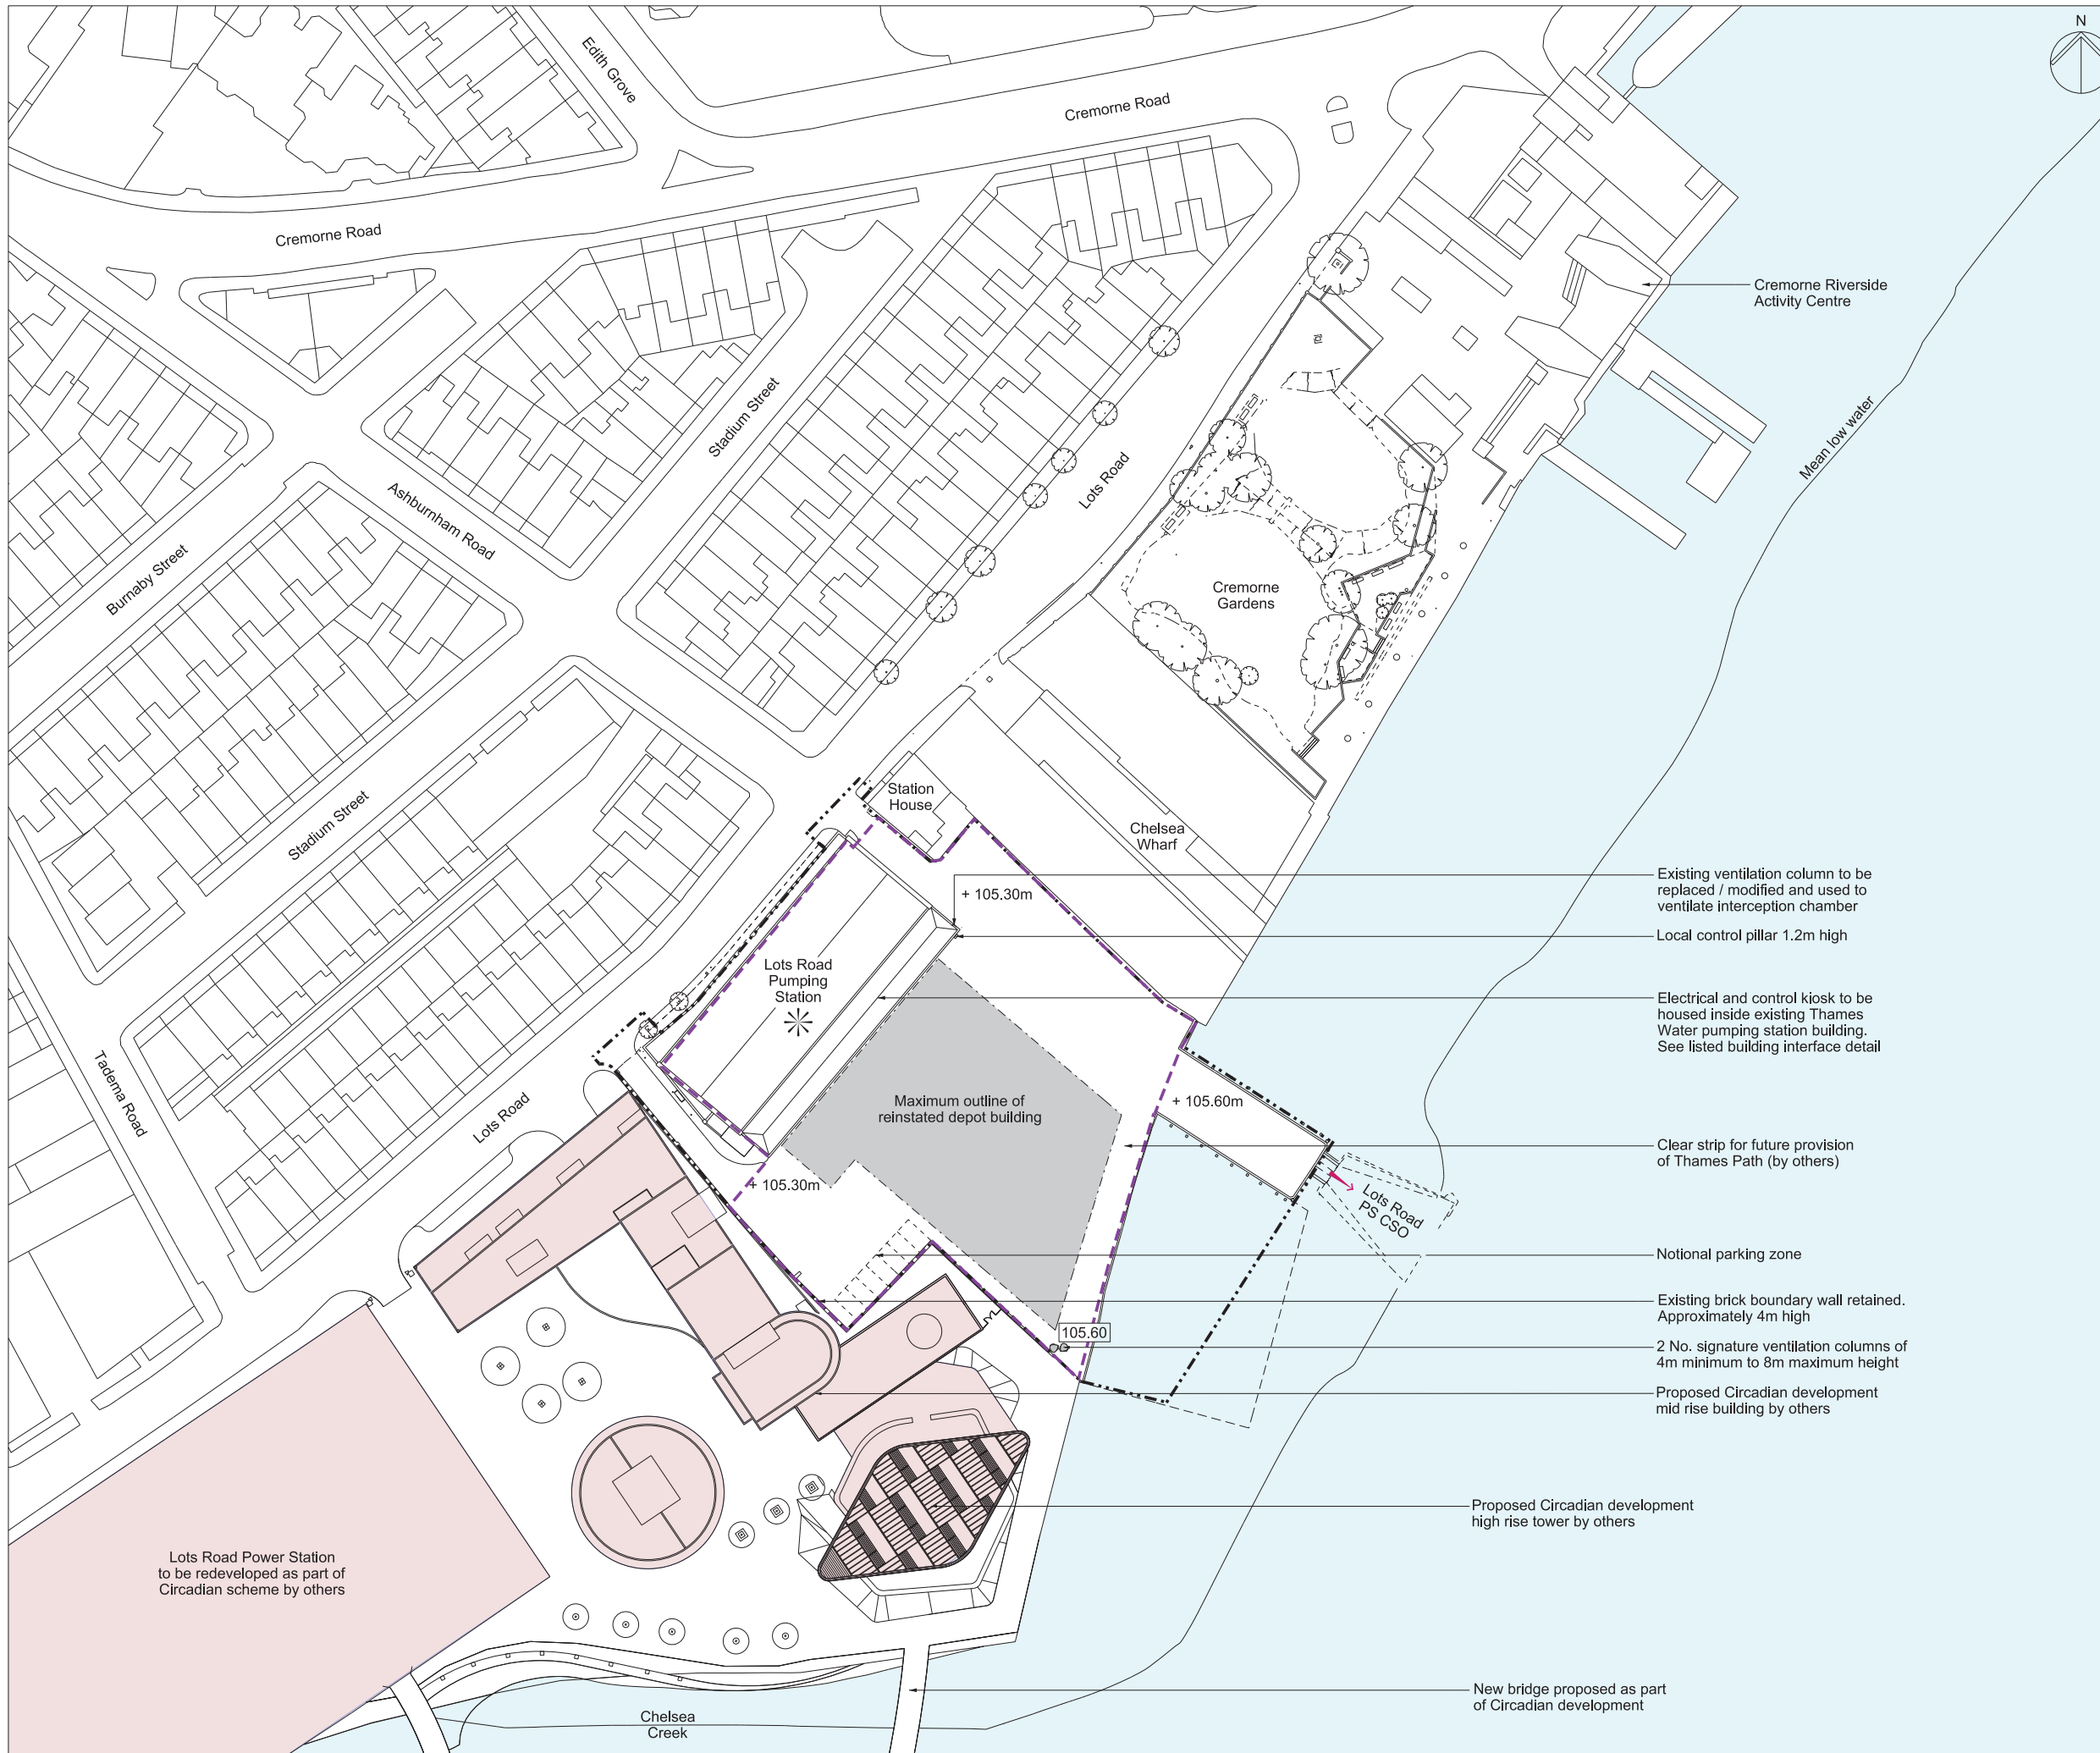 N
Edith Grove
Cremorne Road
Cremorne Road
Cremorne Riverside
Activity Centre
Stadium Street
Mean low water
Lots Road
Ashburnham Road
Burnaby Street
Cremorne
Gardens
Station
House
Stadium Street
Chelsea
Wharf
Existing ventilation column to be
replaced / modified and used to
ventilate interception chamber
+ 105.30m
Local control pillar 1.2m high
Lots Road
Pumping
Station
Electrical and control kiosk to be
housed inside existing Thames
Water pumping station building.
See listed building interface detail
Tadema Road
Lots Road
Maximum outline of
reinstated depot building
+ 105.60m
Clear strip for future provision
of Thames Path (by others)
+ 105.30m
Lots Road
PS CSO
Notional parking zone
Existing brick boundary wall retained.
Approximately 4m high
105.60
2 No. signature ventilation columns of
4m minimum to 8m maximum height
Proposed Circadian development
mid rise building by others
Proposed Circadian development
high rise tower by others
Lots Road Power Station
to be redeveloped as part of
Circadian scheme by others
New bridge proposed as part
of Circadian development
Chelsea
Creek